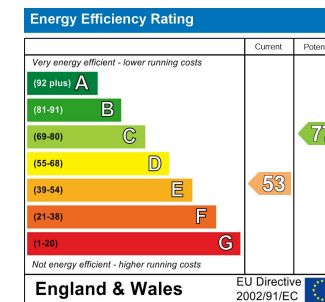 Energy Efficiency Rating
Current
Very energy efficient - lower running costs
(92 plus) A
(81-91) B
(69-80) C
(55-68) D
(39-54) E
53
(21-38) F
(1-20) G
Not energy efficient - higher running costs
England & Wales
EU Directive
2002/91/EC